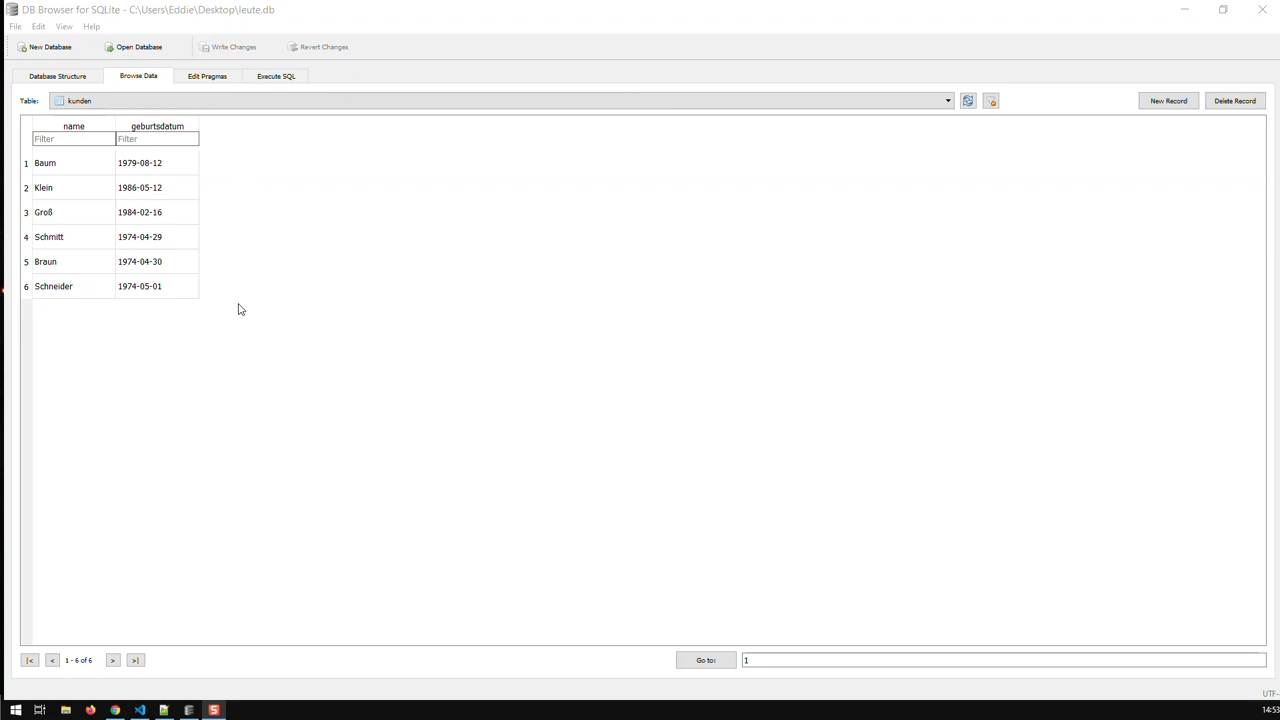 DB Browser for SQLite - C:\Users\Eddie\Desktop\leute.db
File Edit View Help
New Database Open Database Write Changes Revert Changes
Database Structure Browse Data Edit Pragmas Execute SQL
Table: kunden New Record Delete Record
name geburtsdatum
Filter Filter
1 Baum 1979-08-12
2 Klein 1986-05-12
3 Groß 1984-02-16
4 Schmitt 1974-04-29
5 Braun 1974-04-30
6 Schneider 1974-05-01
|< < 1 - 6 of 6 > >| Go to: 1
UTF-
S 14:53